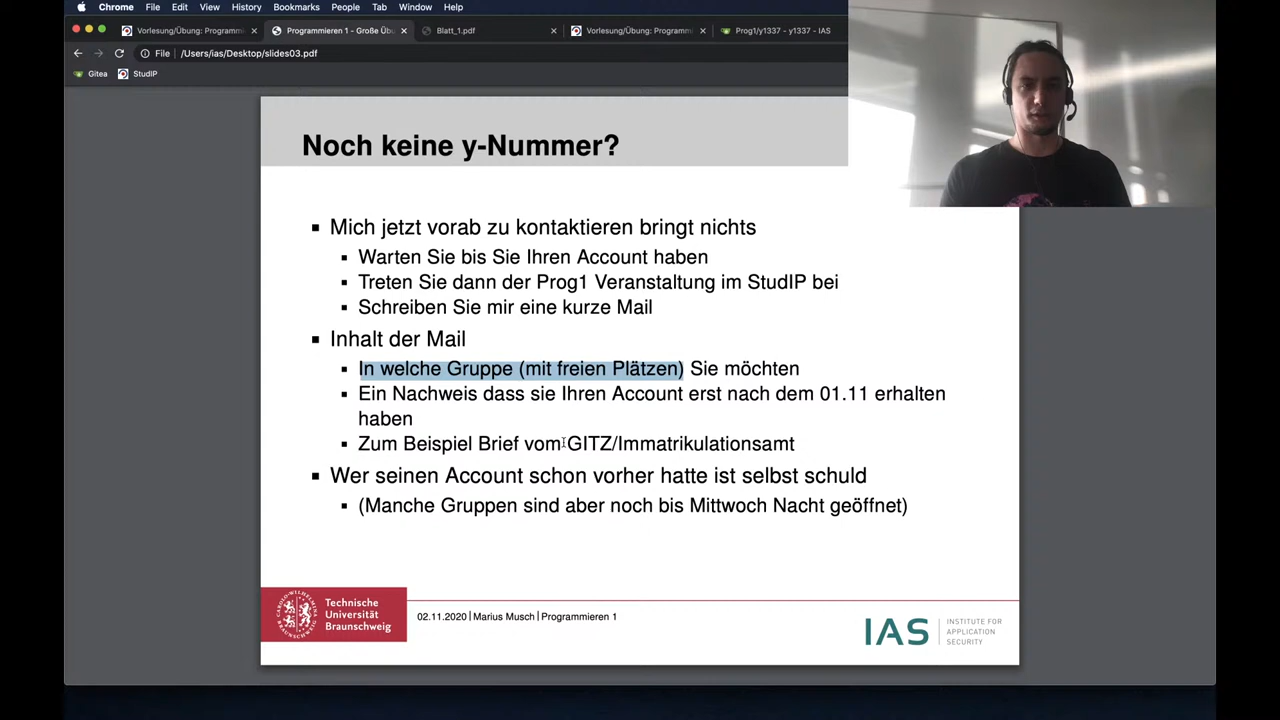 Chrome File Edit View History Bookmarks People Tab Window Help
Vorlesung/Übung: Programmi
Programmieren 1 - Große Üb
Blatt_1.pdf
Vorlesung/Übung: Programmi
Prog1/y1337 - y1337 - IAS
File /Users/ias/Desktop/slides03.pdf
Gitea StudIP
Noch keine y-Nummer?
Mich jetzt vorab zu kontaktieren bringt nichts
Warten Sie bis Sie Ihren Account haben
Treten Sie dann der Prog1 Veranstaltung im StudIP bei
Schreiben Sie mir eine kurze Mail
Inhalt der Mail
In welche Gruppe (mit freien Plätzen) Sie möchten
Ein Nachweis dass sie Ihren Account erst nach dem 01.11 erhalten
haben
Zum Beispiel Brief vom GITZ/Immatrikulationsamt
Wer seinen Account schon vorher hatte ist selbst schuld
(Manche Gruppen sind aber noch bis Mittwoch Nacht geöffnet)
Technische
Universität
Braunschweig
02.11.2020 | Marius Musch | Programmieren 1
IAS
INSTITUTE FOR
APPLICATION
SECURITY